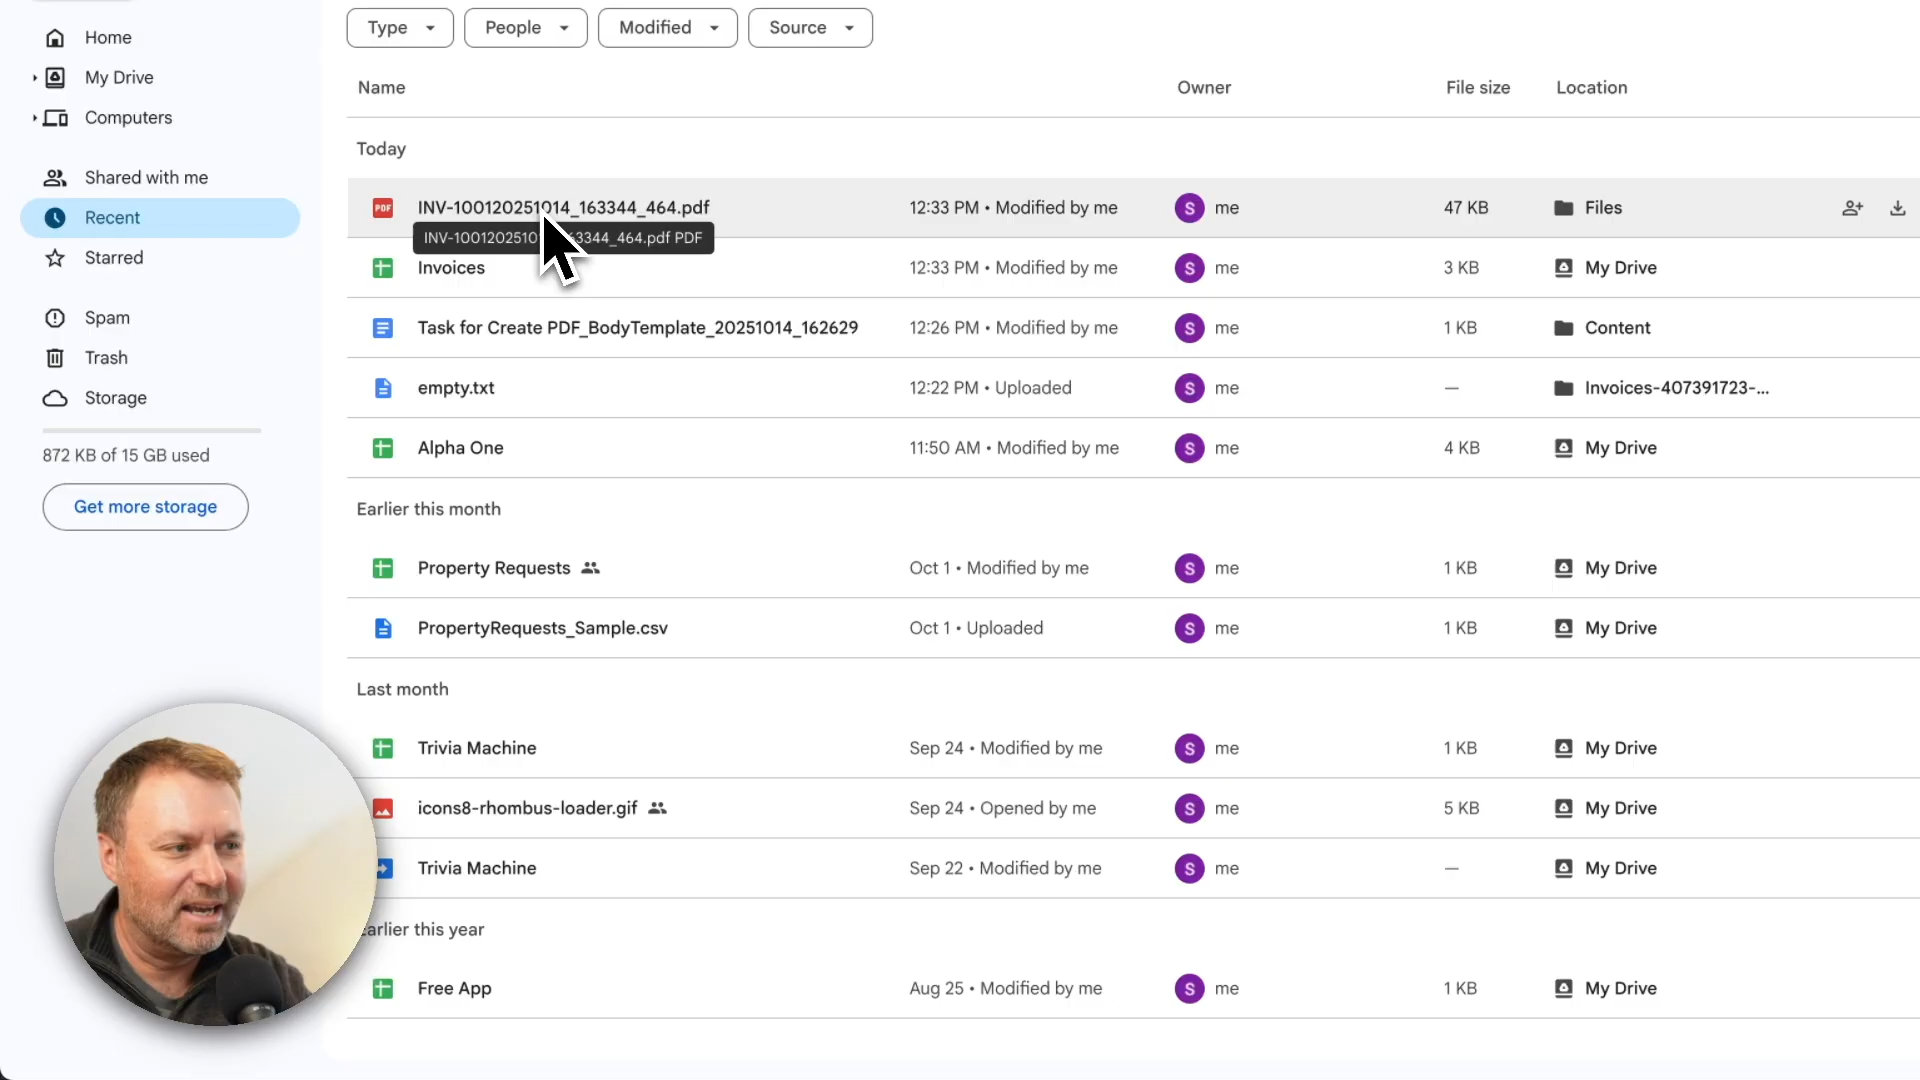 Home
My Drive
Computers
Shared with me
Recent
Starred
Spam
Trash
Storage
872 KB of 15 GB used
Get more storage
Type People Modified Source
Name Owner File size Location
Today
PDF INV-100120251014_163344_464.pdf 12:33 PM • Modified by me S me 47 KB Files
INV-10012025101 63344_464.pdf PDF
Invoices 12:33 PM • Modified by me S me 3 KB My Drive
Task for Create PDF_BodyTemplate_20251014_162629 12:26 PM • Modified by me S me 1 KB Content
empty.txt 12:22 PM • Uploaded S me — Invoices-407391723-...
Alpha One 11:50 AM • Modified by me S me 4 KB My Drive
Earlier this month
Property Requests Oct 1 • Modified by me S me 1 KB My Drive
PropertyRequests_Sample.csv Oct 1 • Uploaded S me 1 KB My Drive
Last month
Trivia Machine Sep 24 • Modified by me S me 1 KB My Drive
icons8-rhombus-loader.gif Sep 24 • Opened by me S me 5 KB My Drive
Trivia Machine Sep 22 • Modified by me S me — My Drive
arlier this year
Free App Aug 25 • Modified by me S me 1 KB My Drive